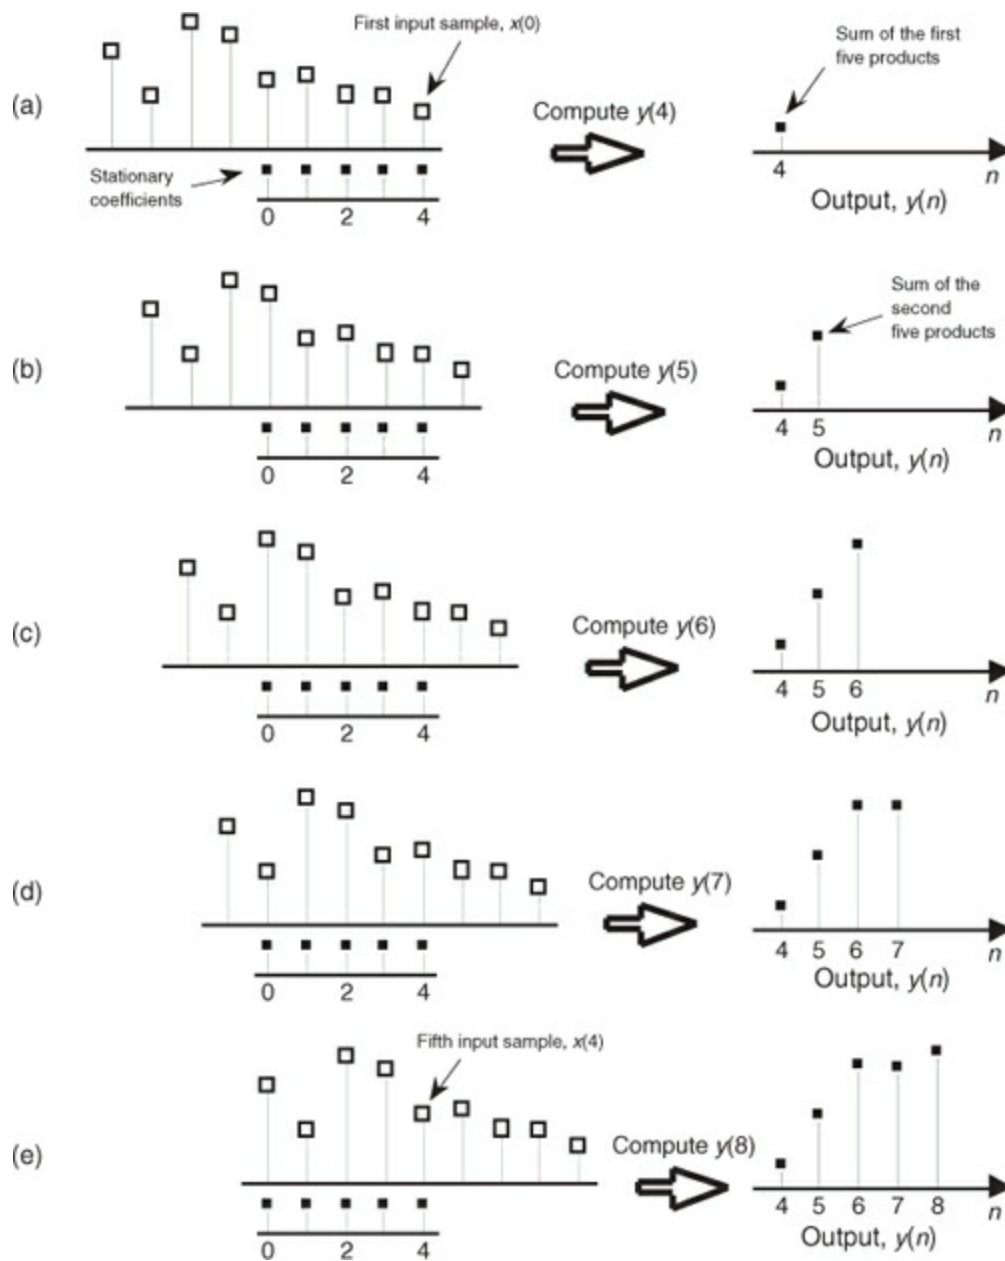 First input sample, x(0)
Sum of the first
five products
(a)
Compute y(4)
Stationary
coefficients
0 2 4
4
n
Output, y(n)
Sum of the
second
five products
(b)
Compute y(5)
0 2 4
4 5
n
Output, y(n)
(c)
Compute y(6)
0 2 4
4 5 6
n
Output, y(n)
(d)
Compute y(7)
0 2 4
4 5 6 7
n
Output, y(n)
Fifth input sample, x(4)
(e)
Compute y(8)
0 2 4
4 5 6 7 8
n
Output, y(n)